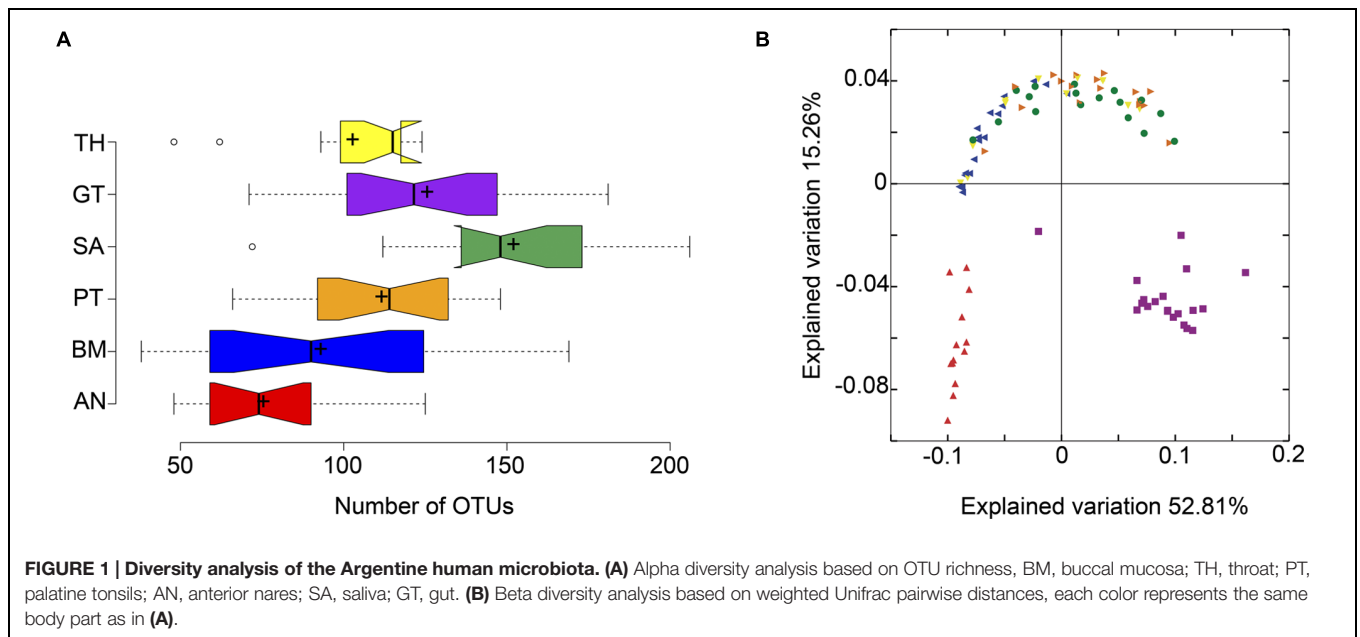 A
TH
GT
SA
PT
BM
AN
50 100 150 200
Number of OTUs
B
Explained variation 15.26%
0.04
0
-0.04
-0.08
-0.1 0 0.1 0.2
Explained variation 52.81%
FIGURE 1 | Diversity analysis of the Argentine human microbiota. (A) Alpha diversity analysis based on OTU richness, BM, buccal mucosa; TH, throat; PT,
palatine tonsils; AN, anterior nares; SA, saliva; GT, gut. (B) Beta diversity analysis based on weighted Unifrac pairwise distances, each color represents the same
body part as in (A).